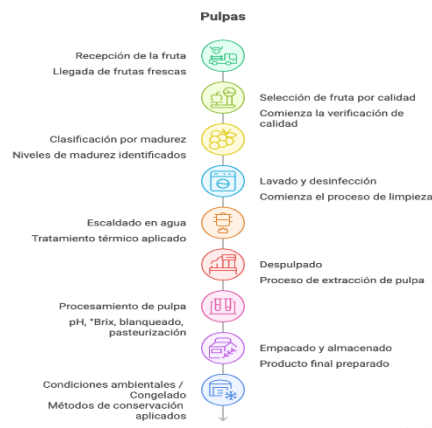 Pulpas
Recepción de la fruta
Llegada de frutas frescas
Selección de fruta por calidad
Comienza la verificación de
calidad
Clasificación por madurez
Niveles de madurez identificados
Lavado y desinfección
Comienza el proceso de limpieza
Escaldado en agua
Tratamiento térmico aplicado
Despulpado
Proceso de extracción de pulpa
Procesamiento de pulpa
pH, °Brix, blanqueado,
pasteurización
Empacado y almacenado
Producto final preparado
Condiciones ambientales /
Congelado
Métodos de conservación
aplicados